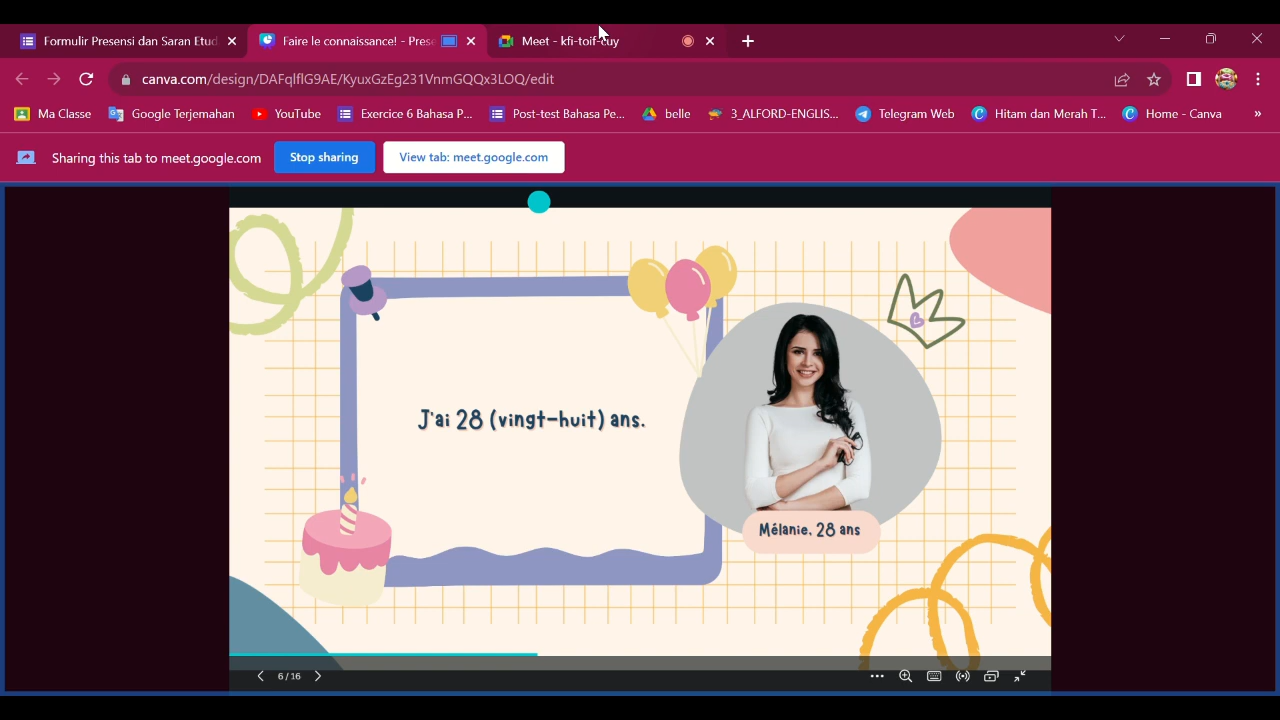 Formulir Presensi dan Saran Etud
Faire le connaissance! - Prese
Meet - kfi-toif-cuy
canva.com/design/DAFqlflG9AE/KyuxGzEg231VnmGQQx3LOQ/edit
Ma Classe
Google Terjemahan
YouTube
Exercice 6 Bahasa P...
Post-test Bahasa Pe...
belle
3_ALFORD-ENGLIS...
Telegram Web
Hitam dan Merah T...
Home - Canva
»
Sharing this tab to meet.google.com
Stop sharing
View tab: meet.google.com
J'ai 28 (vingt-huit) ans.
Mélanie, 28 ans
6/16